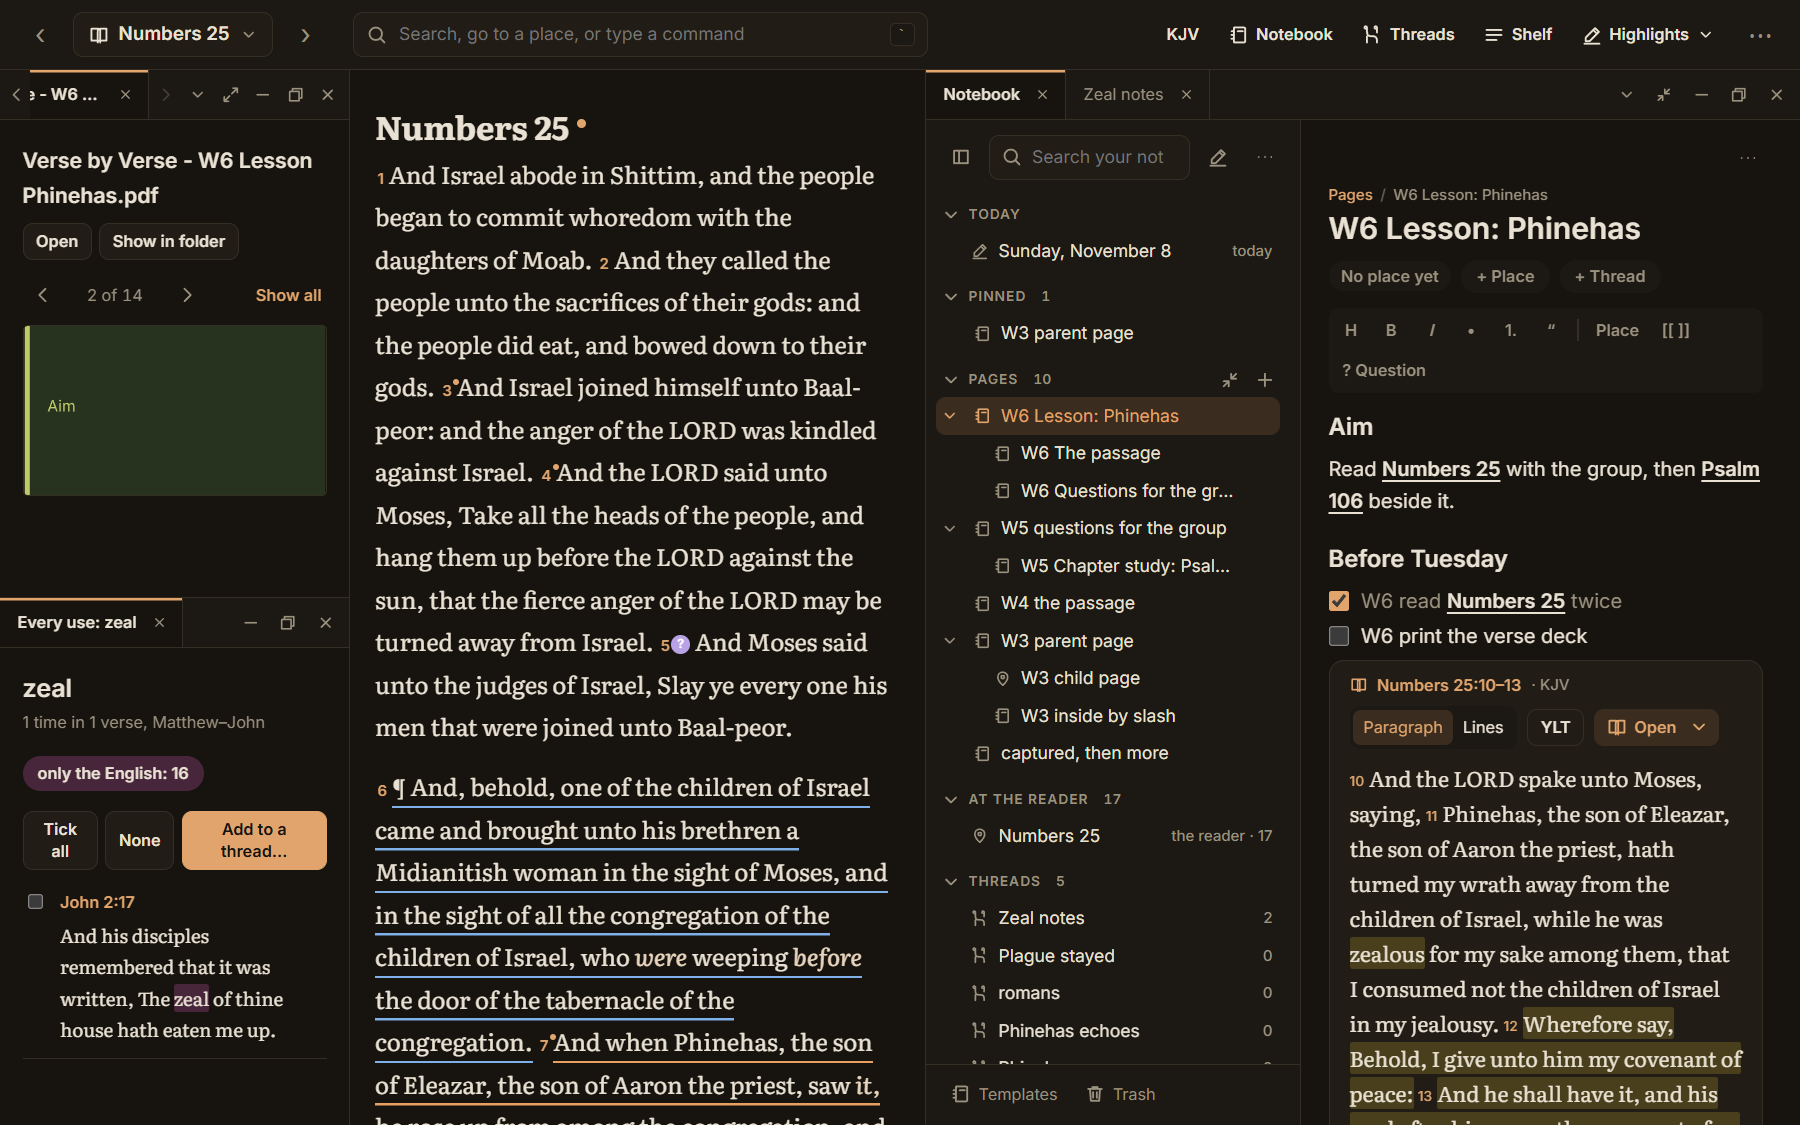 Numbers 25
Search, go to a place, or type a command
`
KJV
Notebook
Threads
Shelf
Highlights
e - W6 ...
Verse by Verse - W6 Lesson
Phinehas.pdf
Open
Show in folder
2 of 14
Show all
Aim
Every use: zeal
zeal
1 time in 1 verse, Matthew–John
only the English: 16
Tick
all
None
Add to a
thread...
John 2:17
And his disciples
remembered that it was
written, The zeal of thine
house hath eaten me up.
Numbers 25
1 And Israel abode in Shittim, and the people
began to commit whoredom with the
daughters of Moab. 2 And they called the
people unto the sacrifices of their gods: and
the people did eat, and bowed down to their
gods. 3 And Israel joined himself unto Baal-
peor: and the anger of the LORD was kindled
against Israel. 4 And the LORD said unto
Moses, Take all the heads of the people, and
hang them up before the LORD against the
sun, that the fierce anger of the LORD may be
turned away from Israel. 5 ? And Moses said
unto the judges of Israel, Slay ye every one his
men that were joined unto Baal-peor.
6 ¶ And, behold, one of the children of Israel
came and brought unto his brethren a
Midianitish woman in the sight of Moses, and
in the sight of all the congregation of the
children of Israel, who were weeping before
the door of the tabernacle of the
congregation. 7 And when Phinehas, the son
of Eleazar, the son of Aaron the priest, saw it,
he rose up from among the congregation, and
Notebook
Zeal notes
Search your not
TODAY
Sunday, November 8 today
PINNED 1
W3 parent page
PAGES 10
W6 Lesson: Phinehas
W6 The passage
W6 Questions for the gr...
W5 questions for the group
W5 Chapter study: Psal...
W4 the passage
W3 parent page
W3 child page
W3 inside by slash
captured, then more
AT THE READER 17
Numbers 25 the reader · 17
THREADS 5
Zeal notes 2
Plague stayed 0
romans 0
Phinehas echoes 0
Templates
Trash
Pages / W6 Lesson: Phinehas
W6 Lesson: Phinehas
No place yet
+ Place
+ Thread
H B I • 1. “ Place [[ ]]
? Question
Aim
Read Numbers 25 with the group, then Psalm
106 beside it.
Before Tuesday
W6 read Numbers 25 twice
W6 print the verse deck
Numbers 25:10–13 · KJV
Paragraph
Lines
YLT
Open
10 And the LORD spake unto Moses,
saying, 11 Phinehas, the son of Eleazar,
the son of Aaron the priest, hath
turned my wrath away from the
children of Israel, while he was
zealous for my sake among them, that
I consumed not the children of Israel
in my jealousy. 12 Wherefore say,
Behold, I give unto him my covenant of
peace: 13 And he shall have it, and his